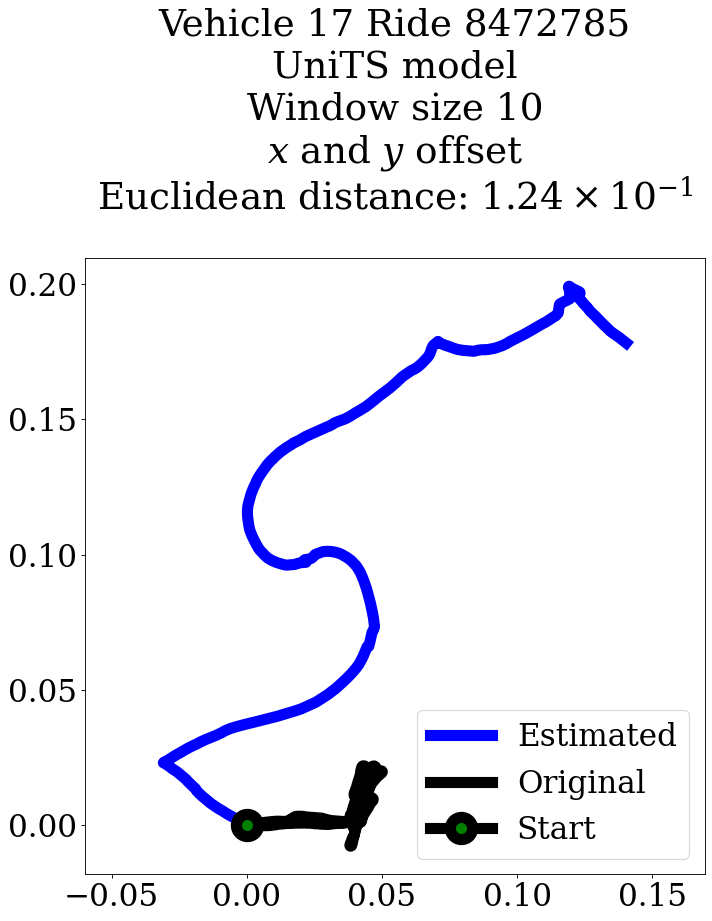 Vehicle 17 Ride 8472785
UniTS model
Window size 10
x and y offset
Euclidean distance: 1.24 × 10⁻¹
0.20
0.15
0.10
0.05
0.00
−0.05 0.00 0.05 0.10 0.15
Estimated
Original
Start